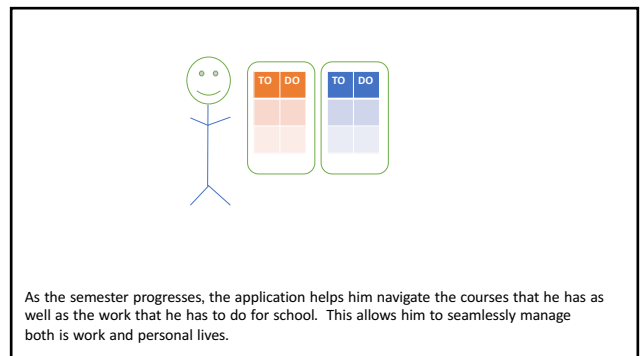 TO DO TO DO
As the semester progresses, the application helps him navigate the courses that he has as
well as the work that he has to do for school.  This allows him to seamlessly manage
both is work and personal lives.